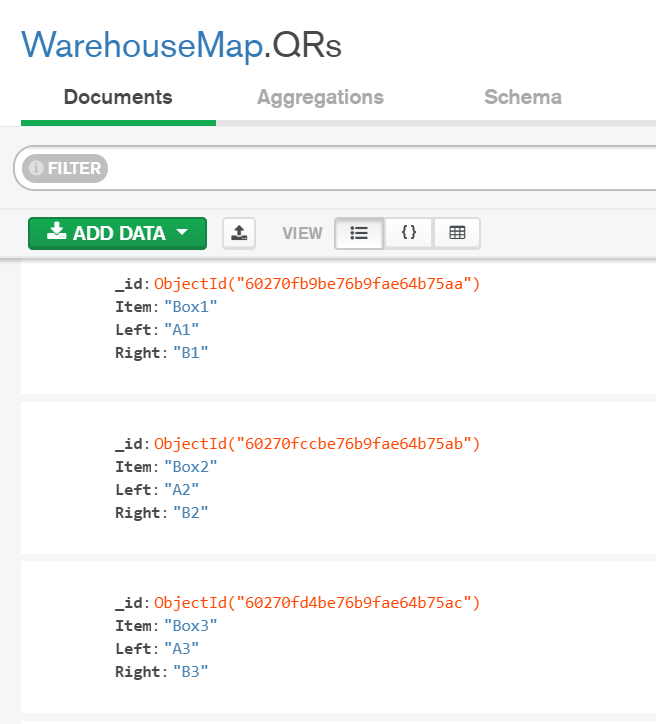 WarehouseMap.QRs
Documents Aggregations Schema
FILTER
ADD DATA VIEW {}
_id: ObjectId("60270fb9be76b9fae64b75aa")
Item: "Box1"
Left: "A1"
Right: "B1"
_id: ObjectId("60270fccbe76b9fae64b75ab")
Item: "Box2"
Left: "A2"
Right: "B2"
_id: ObjectId("60270fd4be76b9fae64b75ac")
Item: "Box3"
Left: "A3"
Right: "B3"